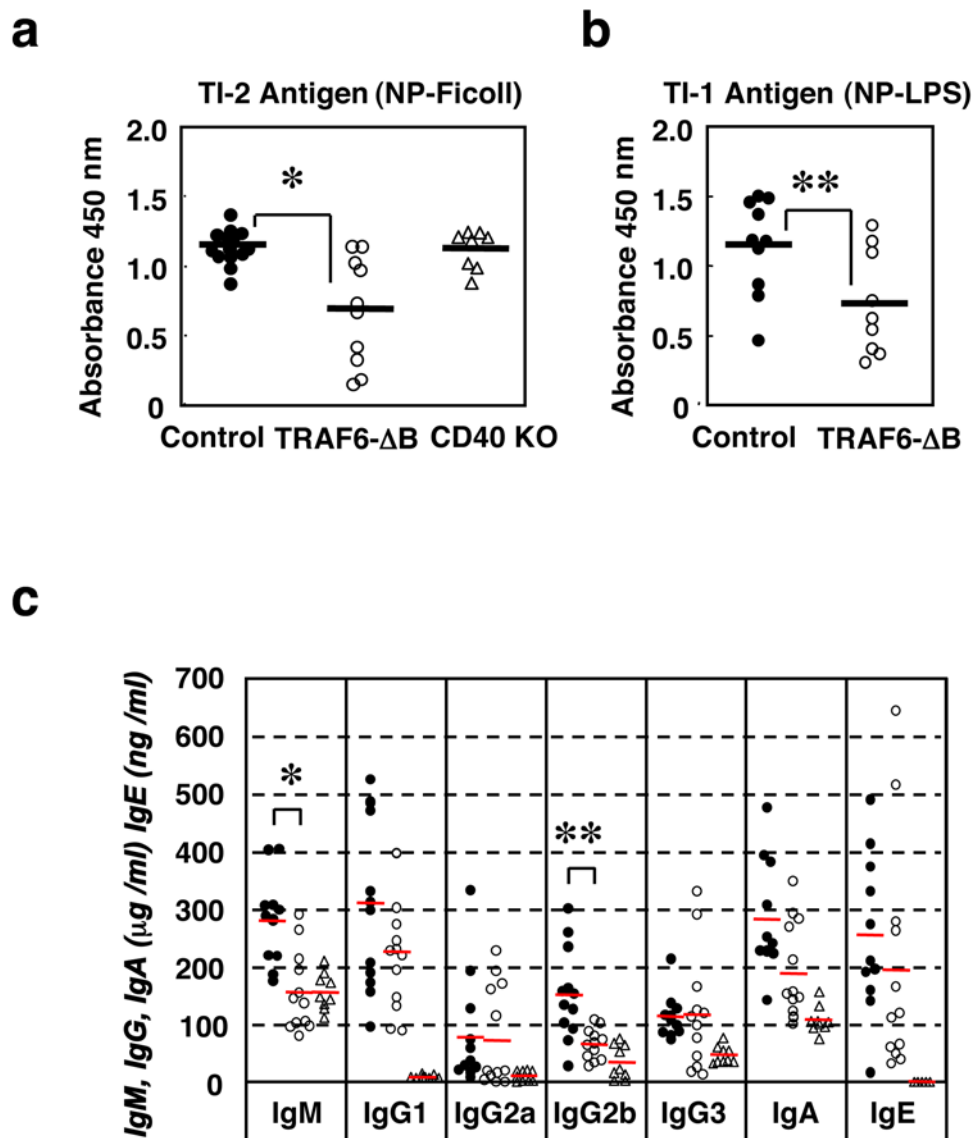 a
TI-2 Antigen (NP-Ficoll)
Absorbance 450 nm
2.0
1.5
1.0
0.5
0
*
Control TRAF6-ΔB CD40 KO
b
TI-1 Antigen (NP-LPS)
Absorbance 450 nm
2.0
1.5
1.0
0.5
0
**
Control TRAF6-ΔB
c
IgM, IgG, IgA (μg /ml) IgE (ng /ml)
700
600
500
400
300
200
100
0
*
**
IgM IgG1 IgG2a IgG2b IgG3 IgA IgE